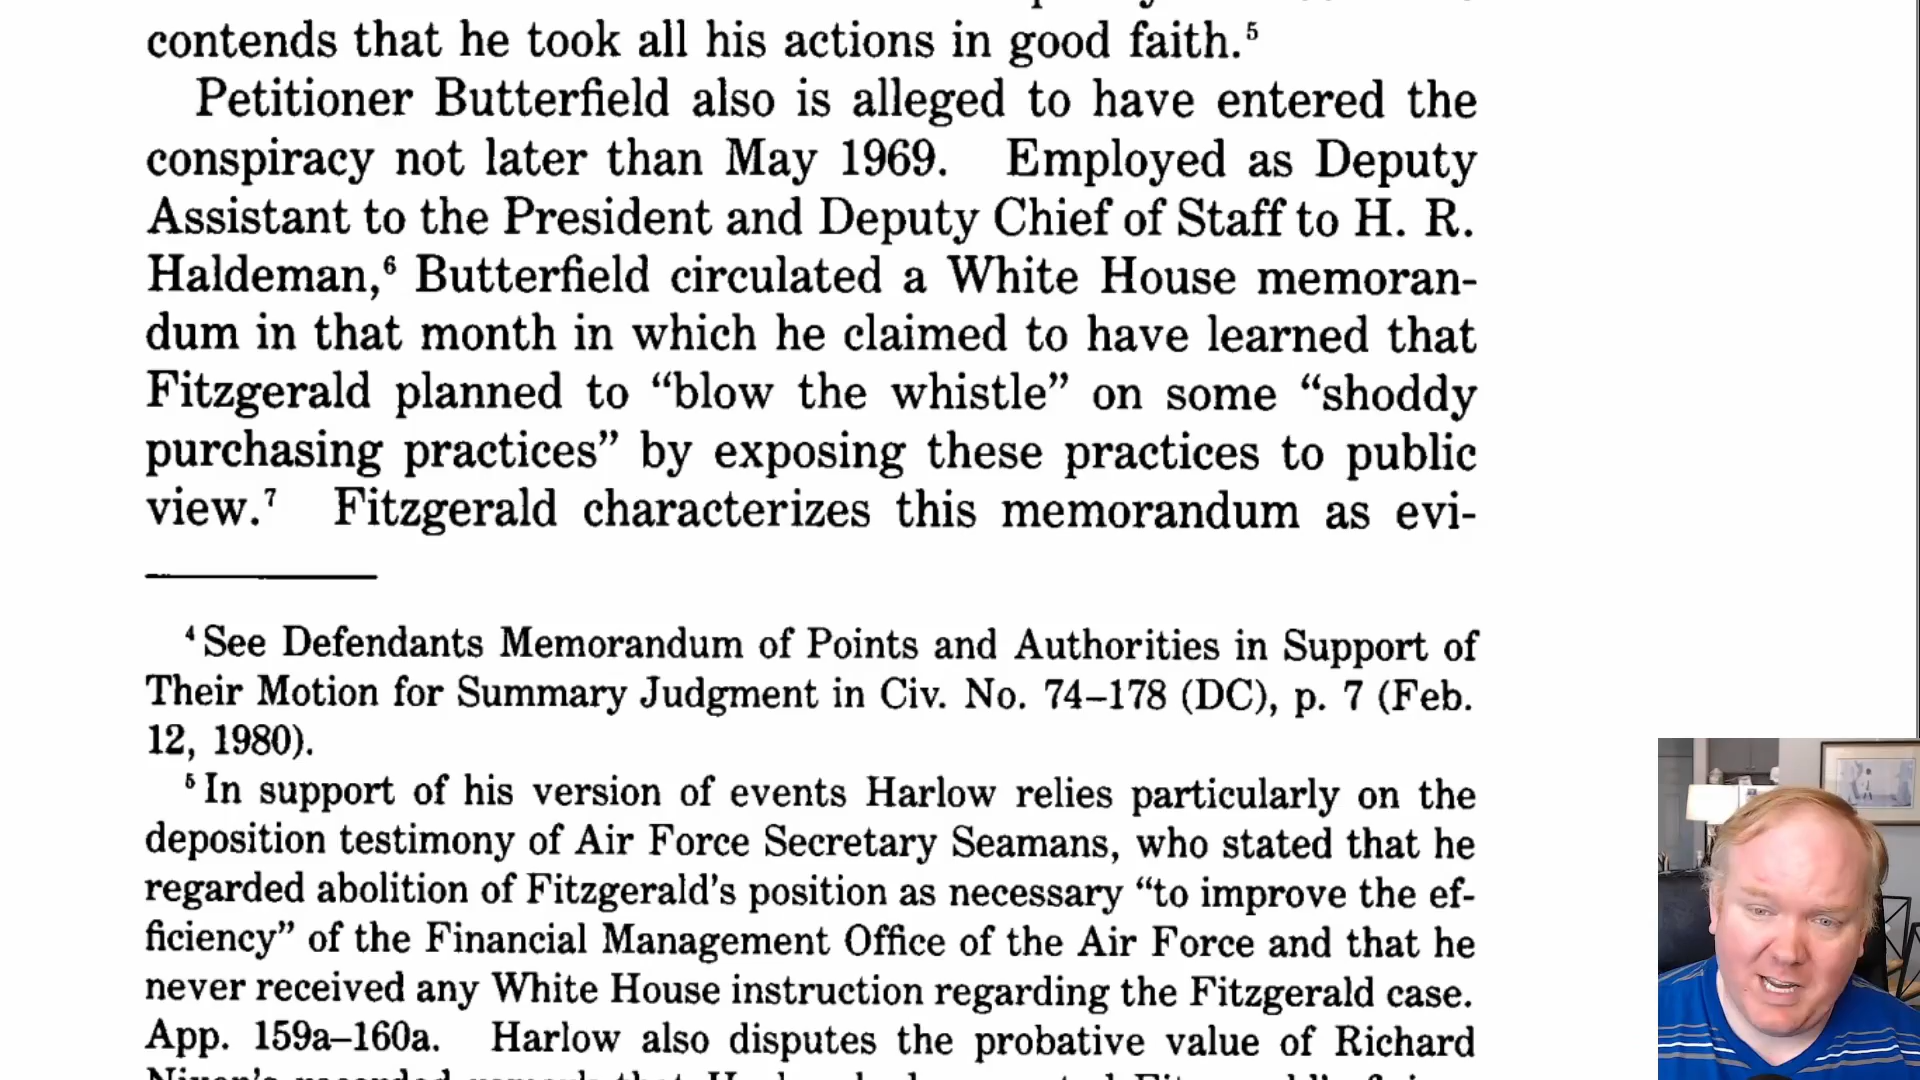 contends that he took all his actions in good faith.⁵
Petitioner Butterfield also is alleged to have entered the
conspiracy not later than May 1969. Employed as Deputy
Assistant to the President and Deputy Chief of Staff to H. R.
Haldeman,⁶ Butterfield circulated a White House memoran-
dum in that month in which he claimed to have learned that
Fitzgerald planned to “blow the whistle” on some “shoddy
purchasing practices” by exposing these practices to public
view.⁷ Fitzgerald characterizes this memorandum as evi-
⁴ See Defendants Memorandum of Points and Authorities in Support of
Their Motion for Summary Judgment in Civ. No. 74–178 (DC), p. 7 (Feb.
12, 1980).
⁵ In support of his version of events Harlow relies particularly on the
deposition testimony of Air Force Secretary Seamans, who stated that he
regarded abolition of Fitzgerald's position as necessary “to improve the ef-
ficiency” of the Financial Management Office of the Air Force and that he
never received any White House instruction regarding the Fitzgerald case.
App. 159a–160a. Harlow also disputes the probative value of Richard